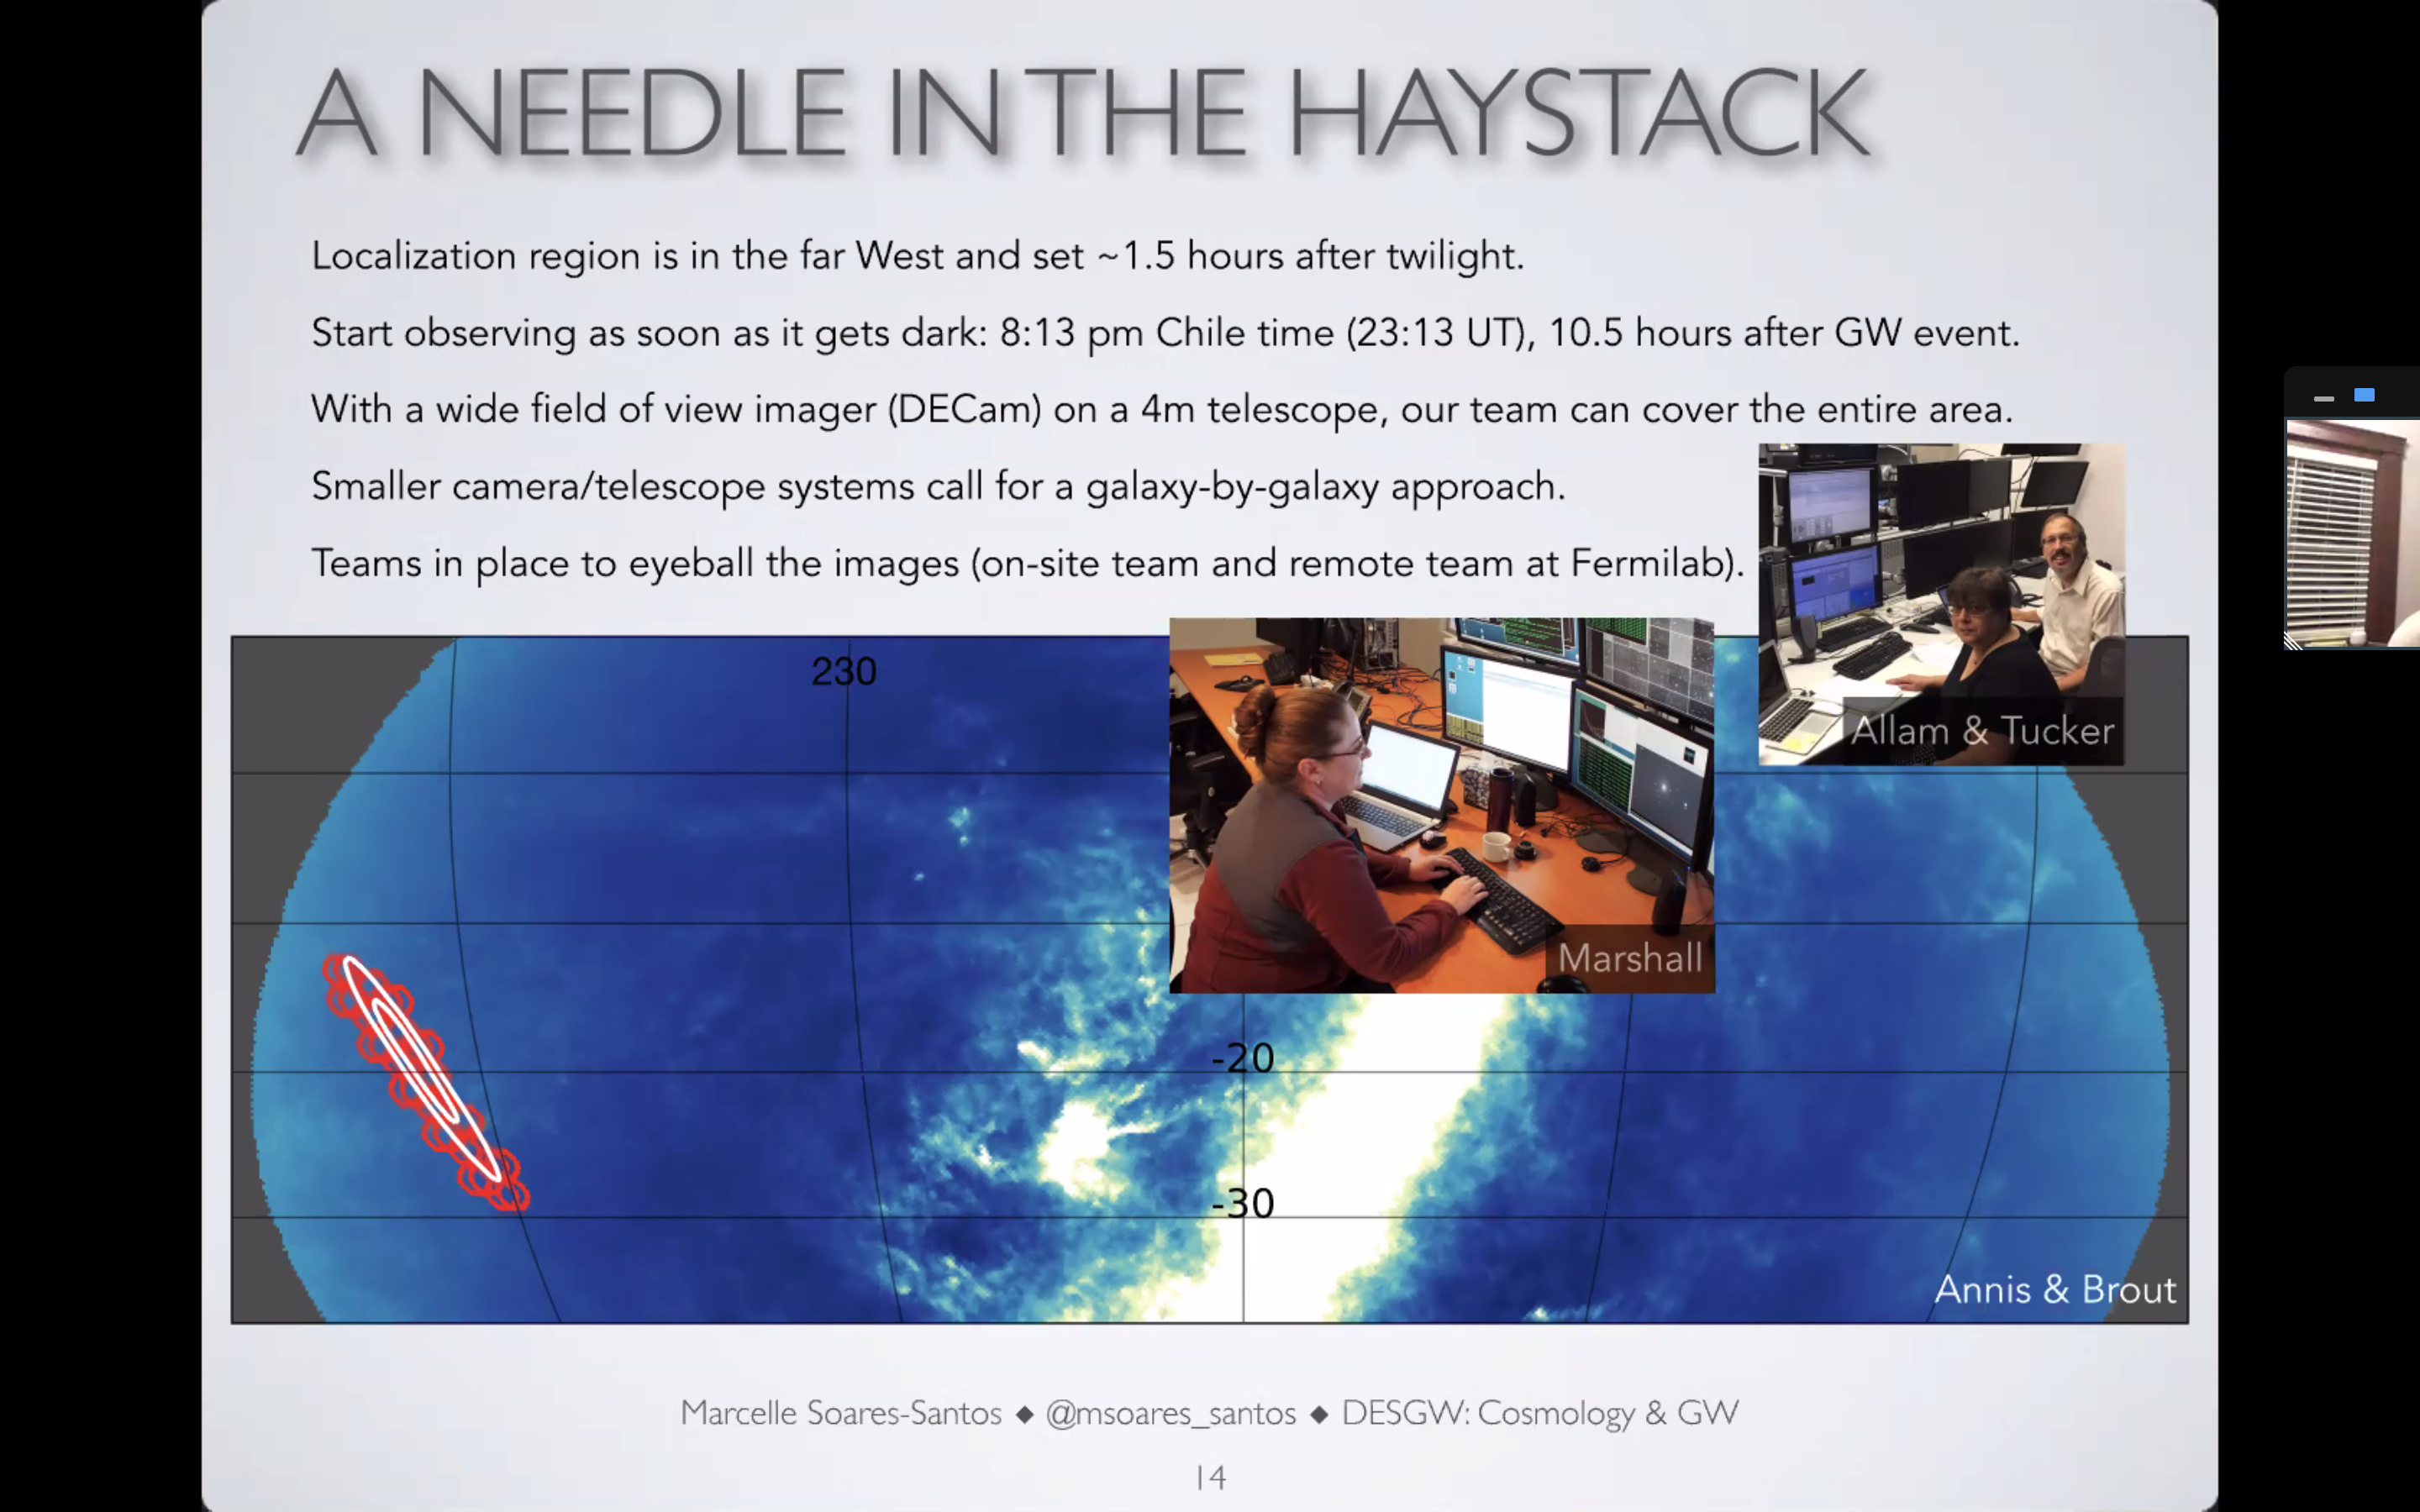 A NEEDLE IN THE HAYSTACK
Localization region is in the far West and set ~1.5 hours after twilight.
Start observing as soon as it gets dark: 8:13 pm Chile time (23:13 UT), 10.5 hours after GW event.
With a wide field of view imager (DECam) on a 4m telescope, our team can cover the entire area.
Smaller camera/telescope systems call for a galaxy-by-galaxy approach.
Teams in place to eyeball the images (on-site team and remote team at Fermilab).
230
Allam & Tucker
Marshall
-20
-30
Annis & Brout
Marcelle Soares-Santos ◆ @msoares_santos ◆ DESGW: Cosmology & GW
14